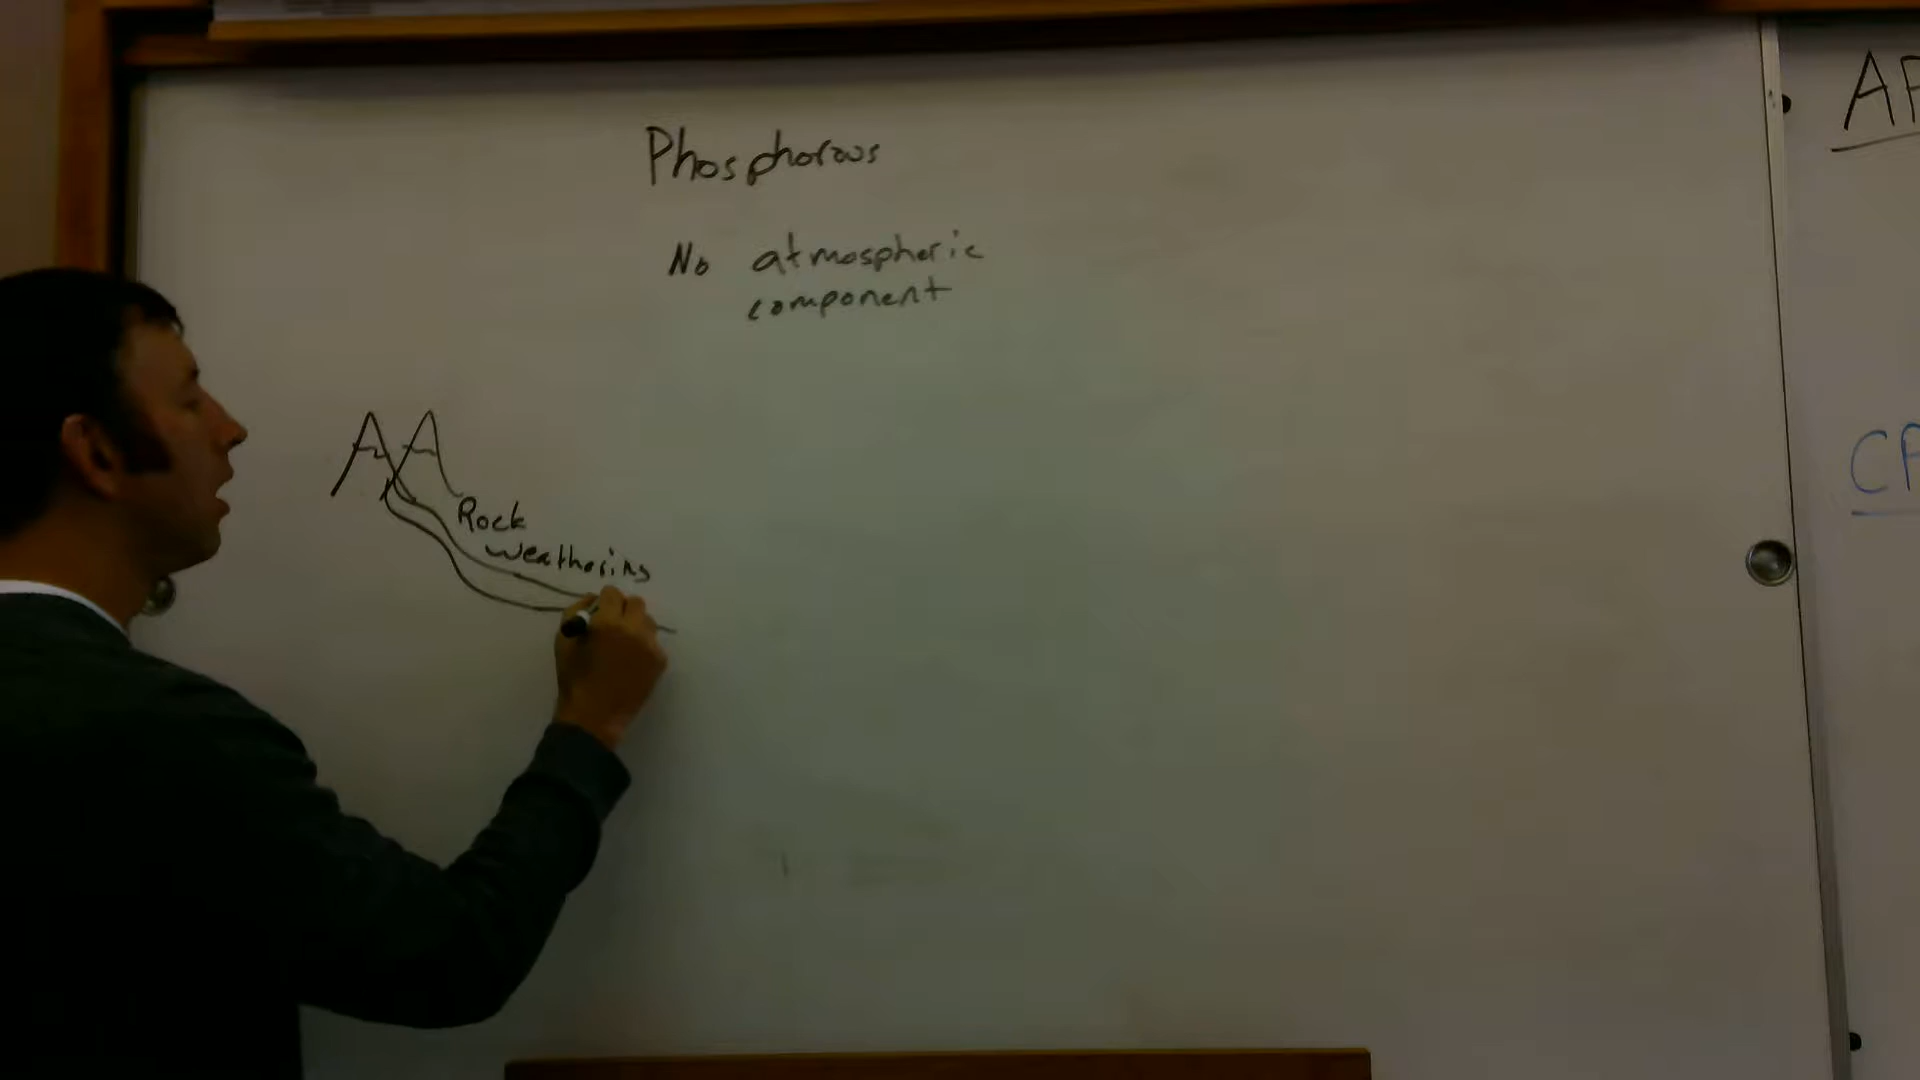 Phosphorous
No atmospheric
component
Rock
weathering
AP
CP